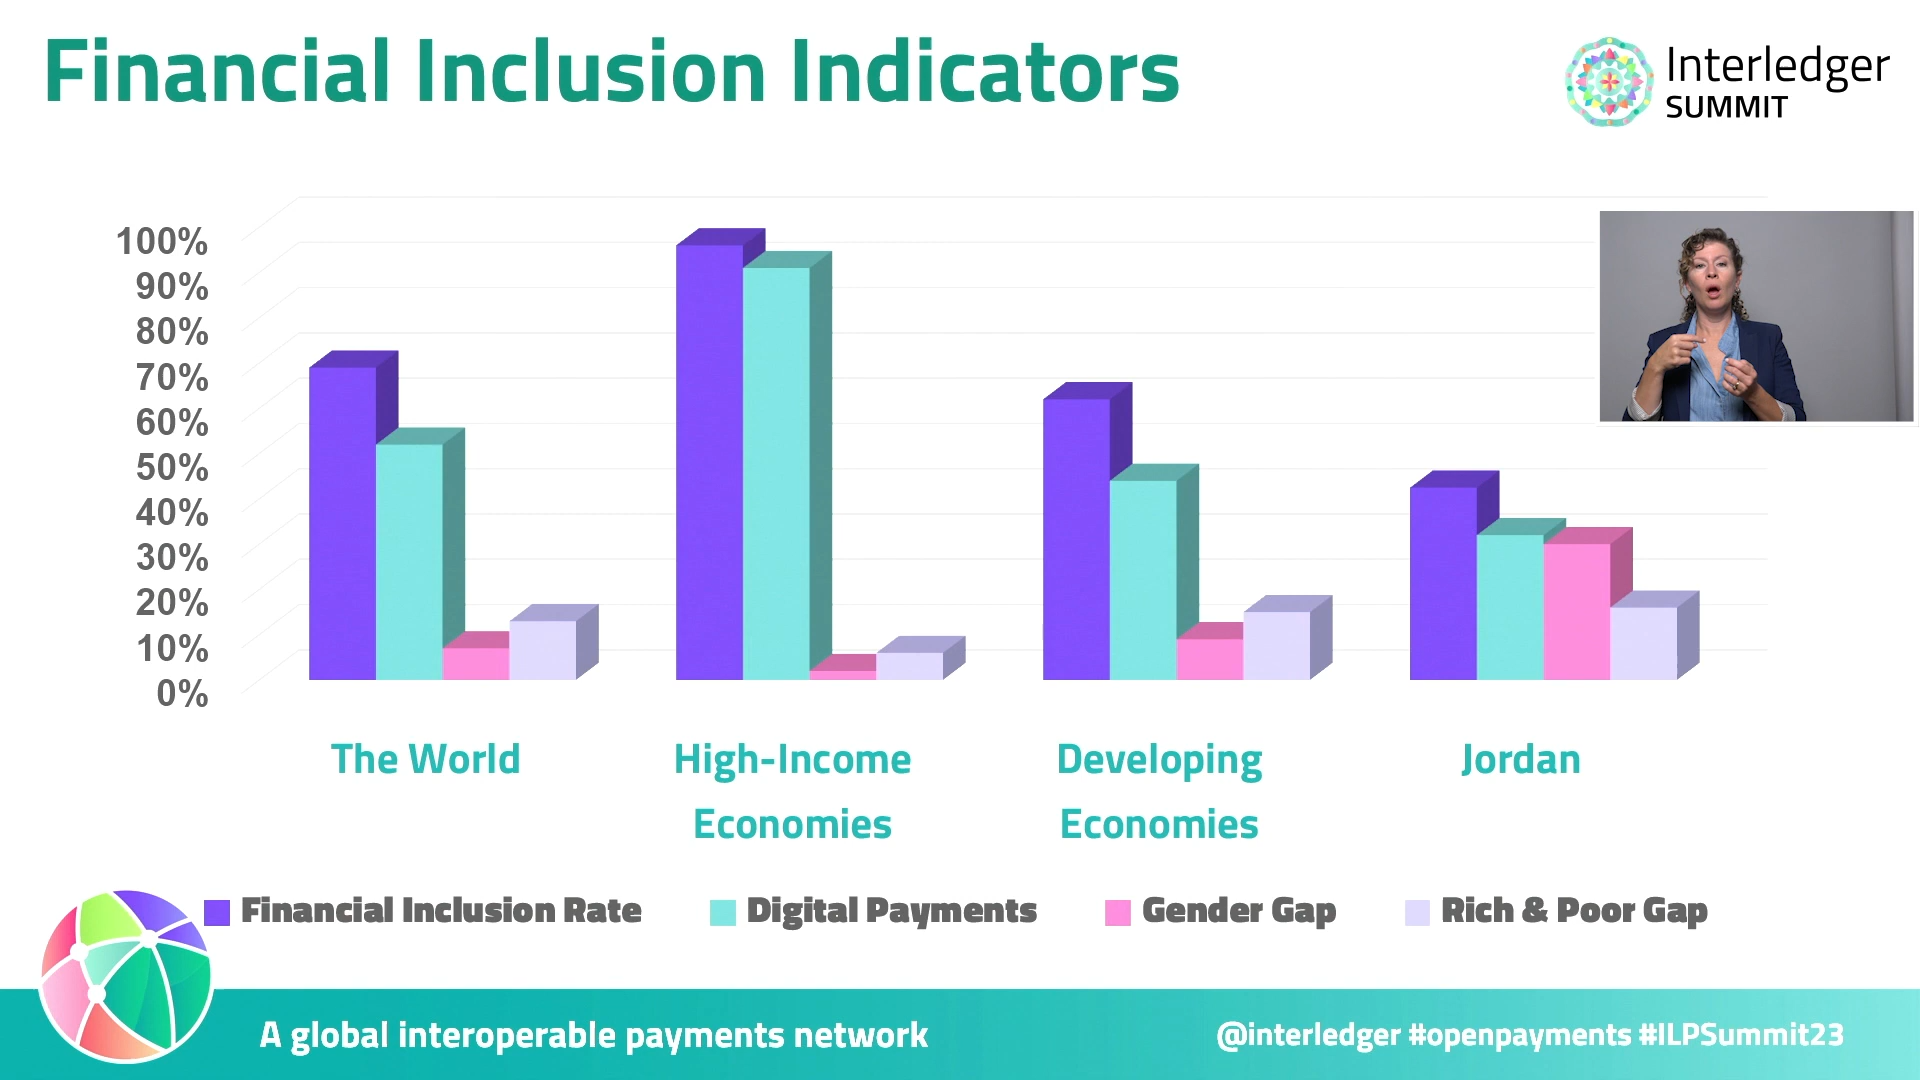 Financial Inclusion Indicators
Interledger
SUMMIT
100%
90%
80%
70%
60%
50%
40%
30%
20%
10%
0%
The World
High-Income
Economies
Developing
Economies
Jordan
Financial Inclusion Rate
Digital Payments
Gender Gap
Rich & Poor Gap
A global interoperable payments network
@interledger #openpayments #ILPSummit23